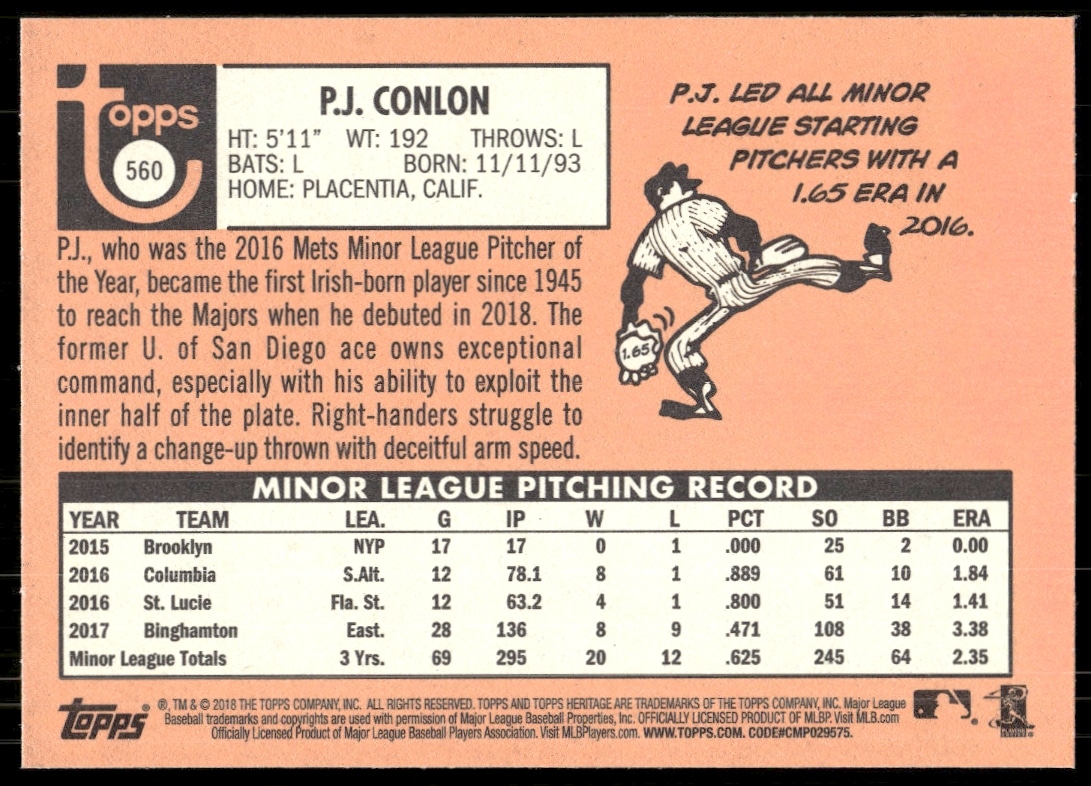 Topps
560
P.J. CONLON
HT: 5'11" WT: 192 THROWS: L
BATS: L BORN: 11/11/93
HOME: PLACENTIA, CALIF.
P.J. LED ALL MINOR
LEAGUE STARTING
PITCHERS WITH A
1.65 ERA IN
2016.
1.65
P.J., who was the 2016 Mets Minor League Pitcher of
the Year, became the first Irish-born player since 1945
to reach the Majors when he debuted in 2018. The
former U. of San Diego ace owns exceptional
command, especially with his ability to exploit the
inner half of the plate. Right-handers struggle to
identify a change-up thrown with deceitful arm speed.
MINOR LEAGUE PITCHING RECORD
YEAR TEAM LEA. G IP W L PCT SO BB ERA
2015 Brooklyn NYP 17 17 0 1 .000 25 2 0.00
2016 Columbia S.Alt. 12 78.1 8 1 .889 61 10 1.84
2016 St. Lucie Fla. St. 12 63.2 4 1 .800 51 14 1.41
2017 Binghamton East. 28 136 8 9 .471 108 38 3.38
Minor League Totals 3 Yrs. 69 295 20 12 .625 245 64 2.35
Topps ®, TM & © 2018 THE TOPPS COMPANY, INC. ALL RIGHTS RESERVED. TOPPS AND TOPPS HERITAGE ARE TRADEMARKS OF THE TOPPS COMPANY, INC. Major League
Baseball trademarks and copyrights are used with permission of Major League Baseball Properties, Inc. OFFICIALLY LICENSED PRODUCT OF MLBP. Visit MLB.com
Officially Licensed Product of Major League Baseball Players Association. Visit MLBPlayers.com. WWW.TOPPS.COM. CODE#CMP029575.